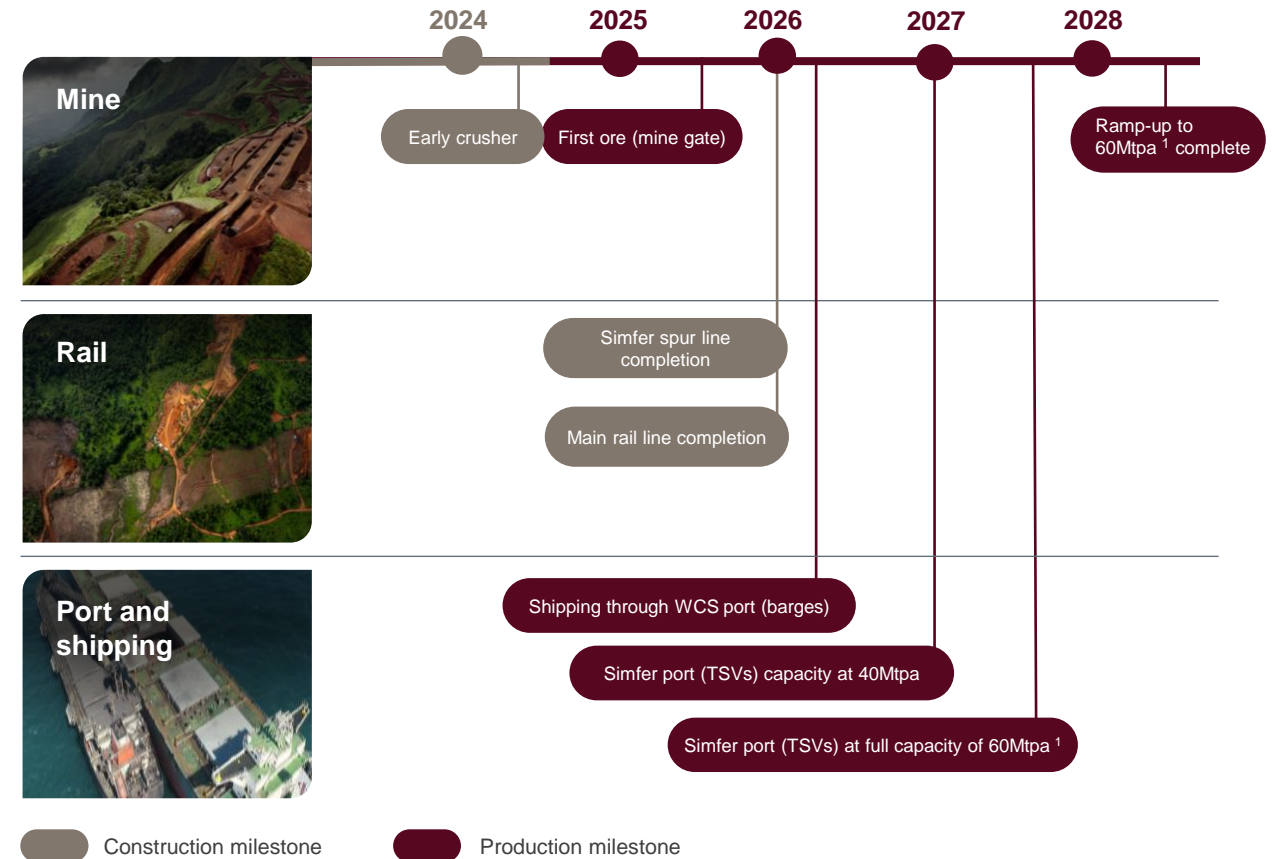 2024
2025
2026
2027
2028
Mine
Early crusher
First ore (mine gate)
Ramp-up to
60Mtpa ¹ complete
Rail
Simfer spur line
completion
Main rail line completion
Port and
shipping
Shipping through WCS port (barges)
Simfer port (TSVs) capacity at 40Mtpa
Simfer port (TSVs) at full capacity of 60Mtpa ¹
Construction milestone
Production milestone